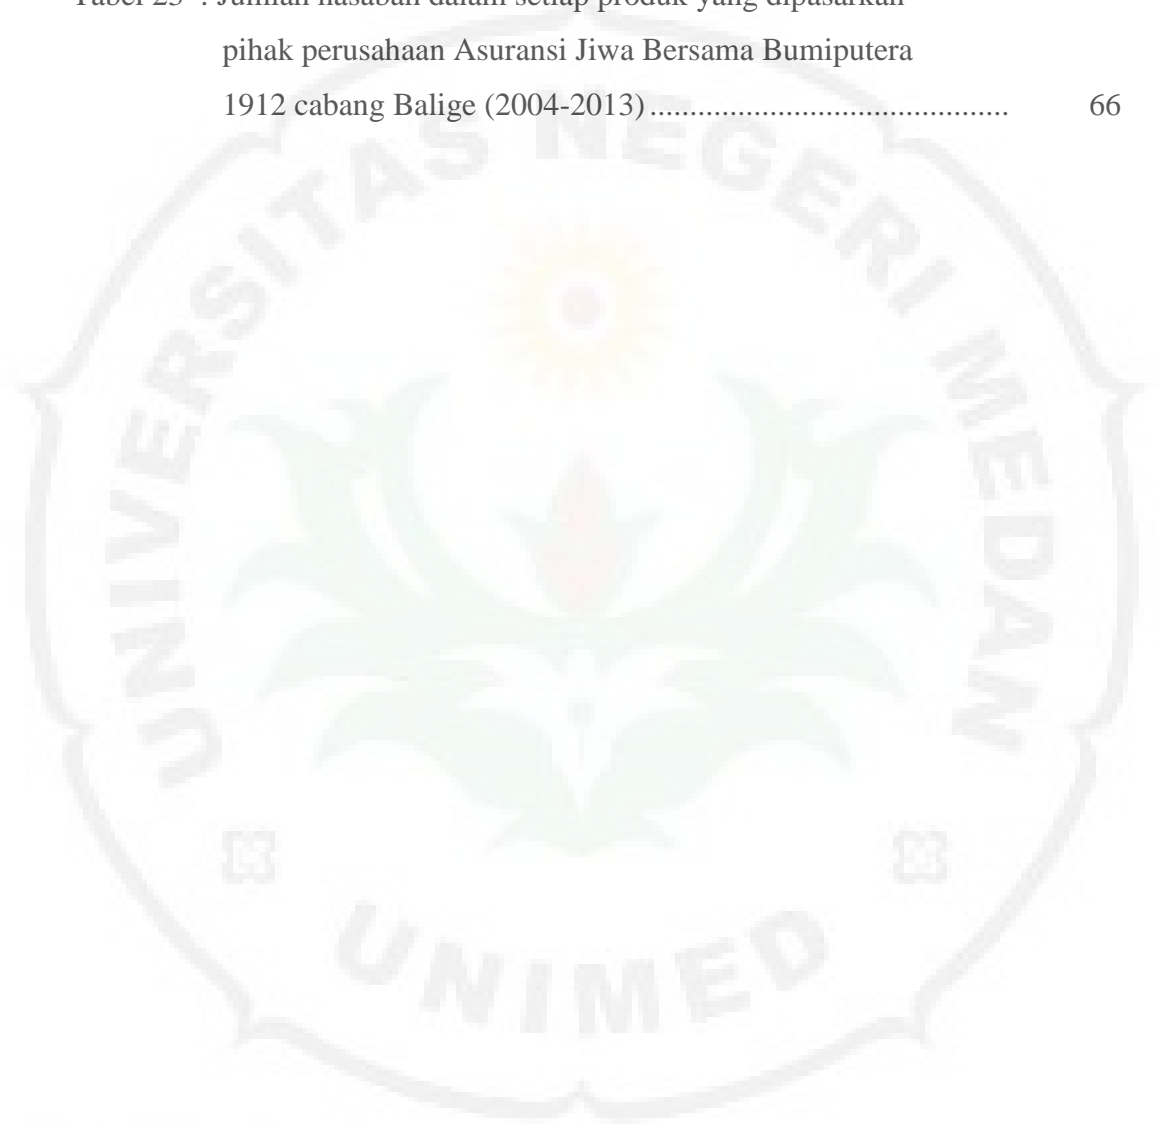 Tabel 23 : Jumlah nasabah dalam setiap produk yang dipasarkan
pihak perusahaan Asuransi Jiwa Bersama Bumiputera
1912 cabang Balige (2004-2013) ............................................. 66
UNIVERSITAS NEGERI MEDAN
UNIMED